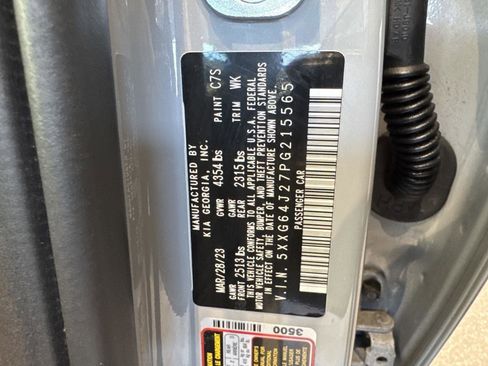 MANUFACTURED BY
KIA GEORGIA, INC.
MAR/28/23 GVWR 4354 lbs PAINT C7S
GAWR FRONT 2513 lbs GAWR REAR 2315 lbs TRIM WK
THIS VEHICLE CONFORMS TO ALL APPLICABLE U.S.A. FEDERAL
MOTOR VEHICLE SAFETY, BUMPER, AND THEFT PREVENTION STANDARDS
IN EFFECT ON THE DATE OF MANUFACTURE SHOWN ABOVE.
V.I.N. 5XXG64J27PG215565
PASSENGER CAR
3500